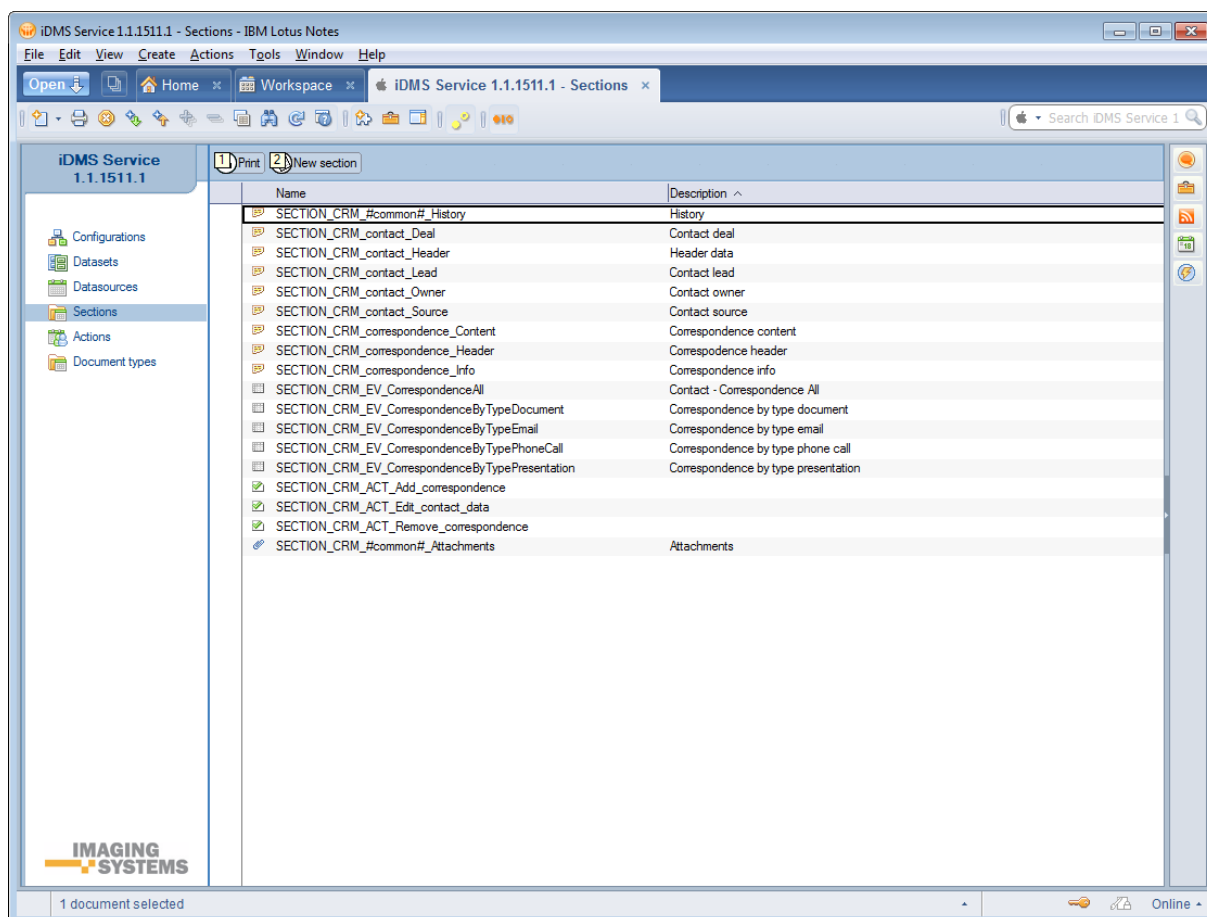 iDMS Service 1.1.1511.1 - Sections - IBM Lotus Notes
File Edit View Create Actions Tools Window Help
Open Home Workspace iDMS Service 1.1.1511.1 - Sections
Search iDMS Service 1
iDMS Service
1.1.1511.1
1 Print 2 New section
Name Description
Configurations
Datasets
Datasources
Sections
Actions
Document types
SECTION_CRM_#common#_History History
SECTION_CRM_contact_Deal Contact deal
SECTION_CRM_contact_Header Header data
SECTION_CRM_contact_Lead Contact lead
SECTION_CRM_contact_Owner Contact owner
SECTION_CRM_contact_Source Contact source
SECTION_CRM_correspondence_Content Correspondence content
SECTION_CRM_correspondence_Header Correspodence header
SECTION_CRM_correspondence_Info Correspondence info
SECTION_CRM_EV_CorrespondenceAll Contact - Correspondence All
SECTION_CRM_EV_CorrespondenceByTypeDocument Correspondence by type document
SECTION_CRM_EV_CorrespondenceByTypeEmail Correspondence by type email
SECTION_CRM_EV_CorrespondenceByTypePhoneCall Correspondence by type phone call
SECTION_CRM_EV_CorrespondenceByTypePresentation Correspondence by type presentation
SECTION_CRM_ACT_Add_correspondence
SECTION_CRM_ACT_Edit_contact_data
SECTION_CRM_ACT_Remove_correspondence
SECTION_CRM_#common#_Attachments Attachments
IMAGING
SYSTEMS
1 document selected Online